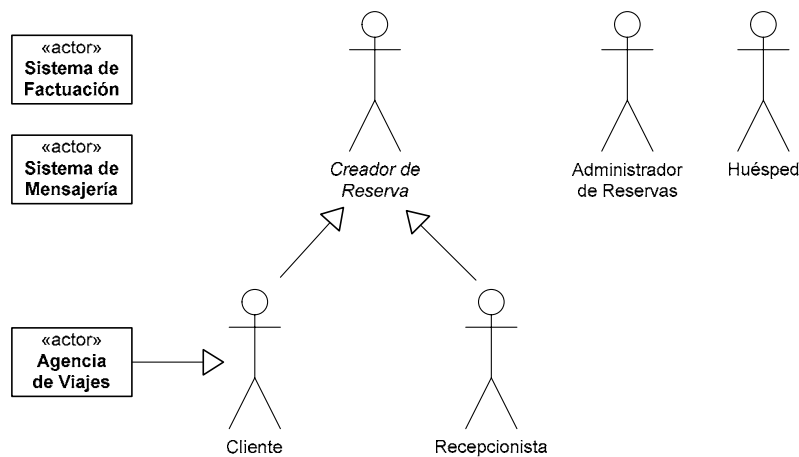 «actor»
Sistema de
Factuación
«actor»
Sistema de
Mensajería
Creador de
Reserva
Administrador
de Reservas
Huésped
«actor»
Agencia
de Viajes
Cliente
Recepcionista